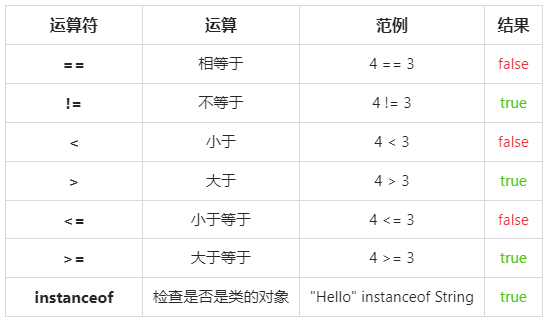 运算符 运算 范例 结果
== 相等于 4 == 3 false
!= 不等于 4 != 3 true
< 小于 4 < 3 false
> 大于 4 > 3 true
<= 小于等于 4 <= 3 false
>= 大于等于 4 >= 3 true
instanceof 检查是否是类的对象 "Hello" instanceof String true